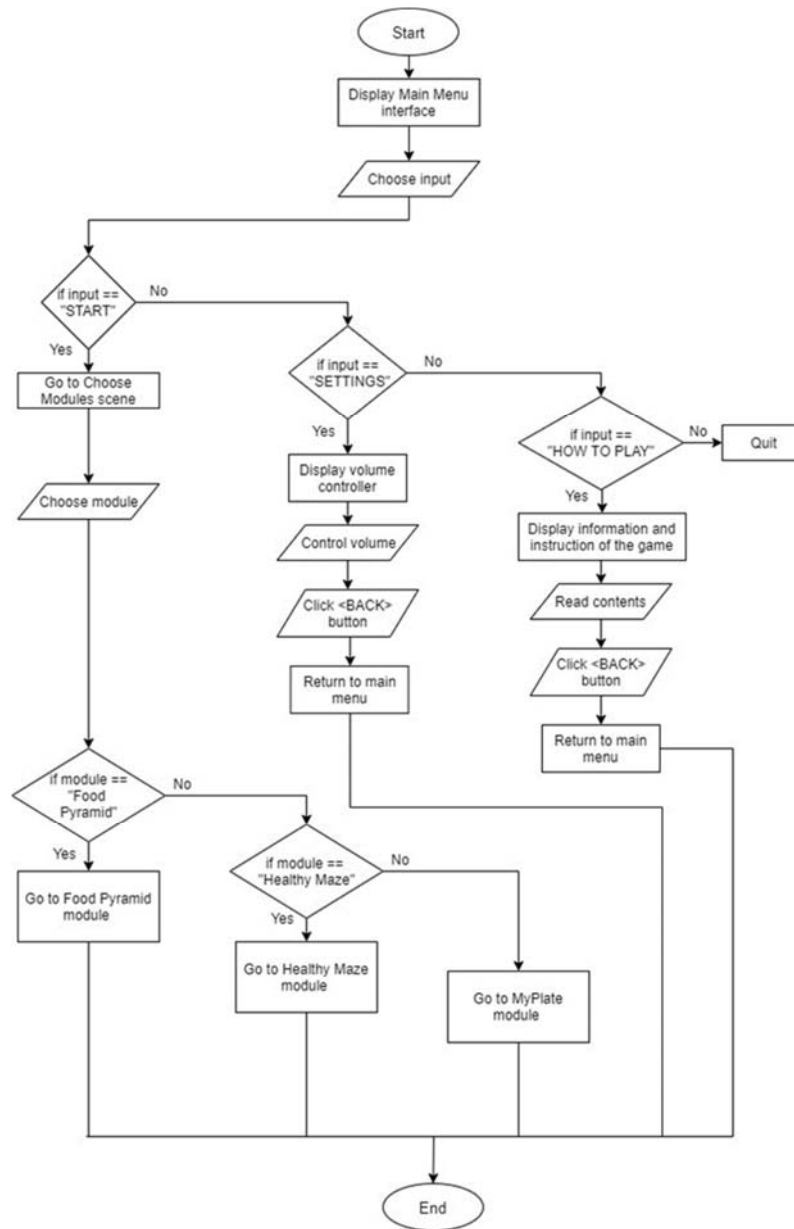 Start
Display Main Menu
interface
Choose input
if input ==
"START"
No
Yes
Go to Choose
Modules scene
Choose module
if input ==
"SETTINGS"
No
Yes
Display volume
controller
Control volume
Click <BACK>
button
Return to main
menu
if input ==
"HOW TO PLAY"
No
Quit
Yes
Display information and
instruction of the game
Read contents
Click <BACK>
button
Return to main
menu
if module ==
"Food
Pyramid"
No
Yes
Go to Food Pyramid
module
if module ==
"Healthy Maze"
No
Yes
Go to Healthy Maze
module
Go to MyPlate
module
End